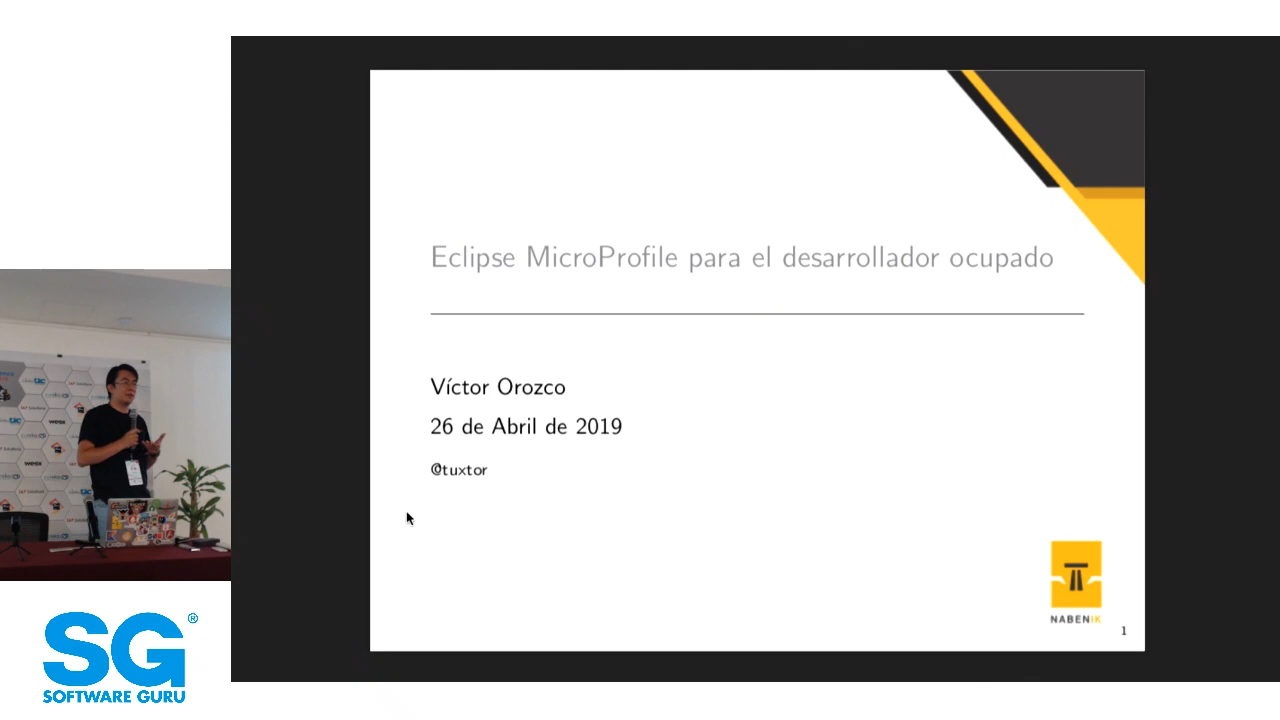 Eclipse MicroProfile para el desarrollador ocupado
Víctor Orozco
26 de Abril de 2019
@tuxtor
NABENIK
1
SG®
SOFTWARE GURU